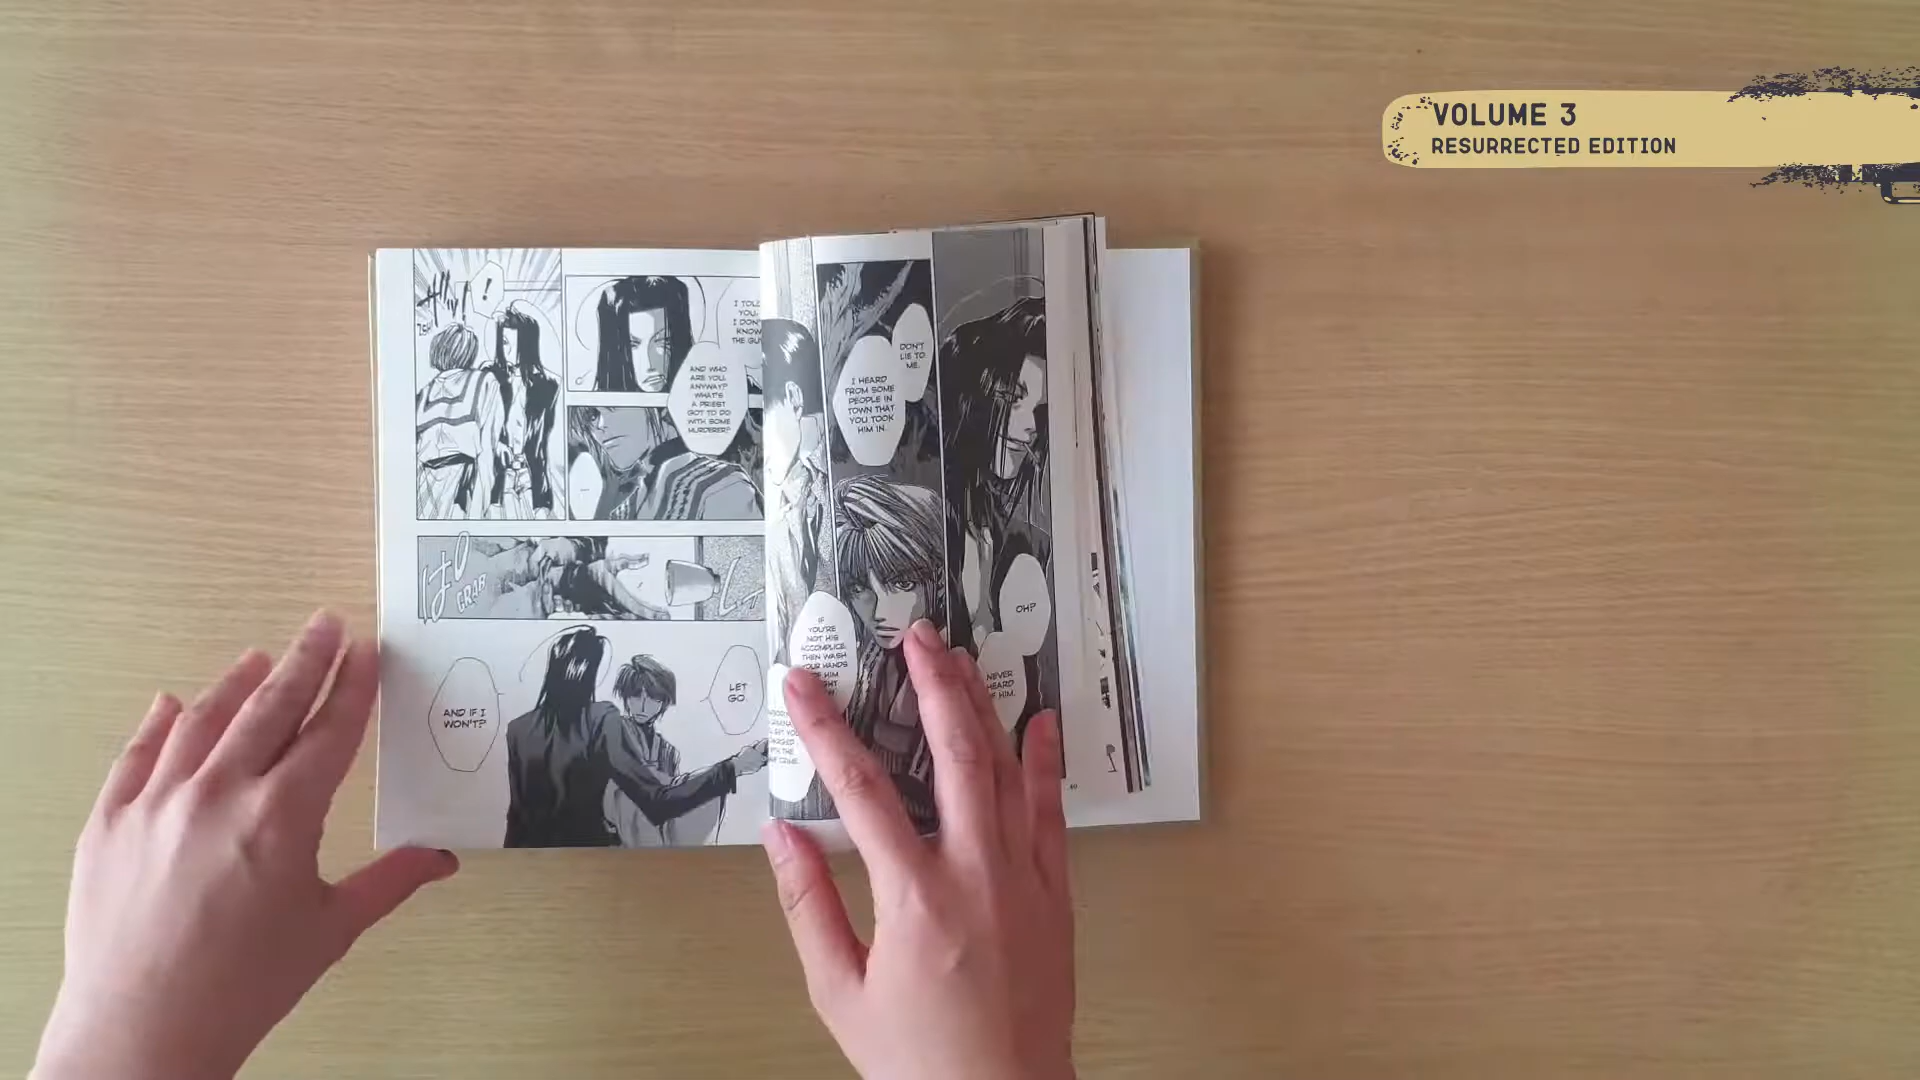 VOLUME 3
RESURRECTED EDITION
!
I TOLD
YOU,
I DON'T
KNOW
THE GUY
AND WHO
ARE YOU,
ANYWAY?
WHAT'S
A PRIEST
GOT TO DO
WITH SOME
MURDERER?
...
GRAB
LET
GO.
AND IF I
WON'T?
DON'T
LIE TO
ME.
I HEARD
FROM SOME
PEOPLE IN
TOWN THAT
YOU TOOK
HIM IN.
OH?
NEVER
HEARD
OF HIM.
IF
YOU'RE
NOT HIS
ACCOMPLICE,
THEN WASH
YOUR HANDS
OF HIM